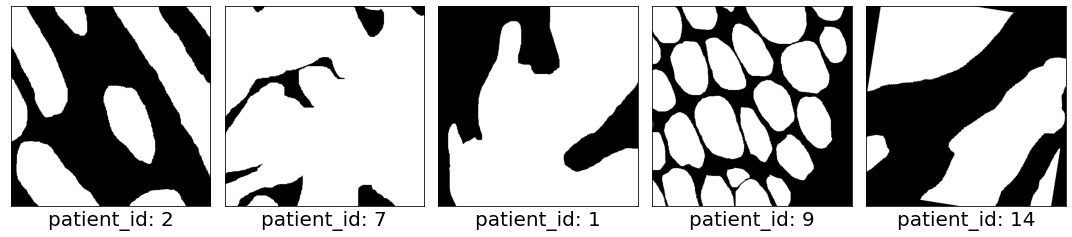 patient_id: 2
patient_id: 7
patient_id: 1
patient_id: 9
patient_id: 14